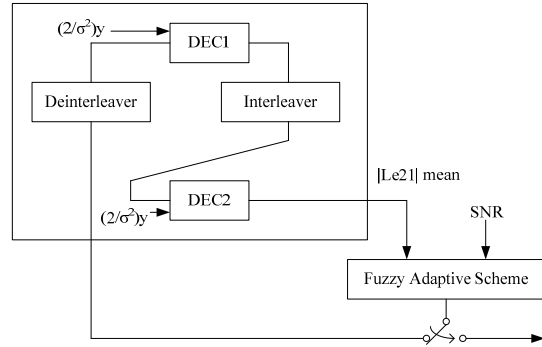 (2/σ²)y
DEC1
Deinterleaver
Interleaver
|Le21| mean
DEC2
(2/σ²)y
SNR
Fuzzy Adaptive Scheme